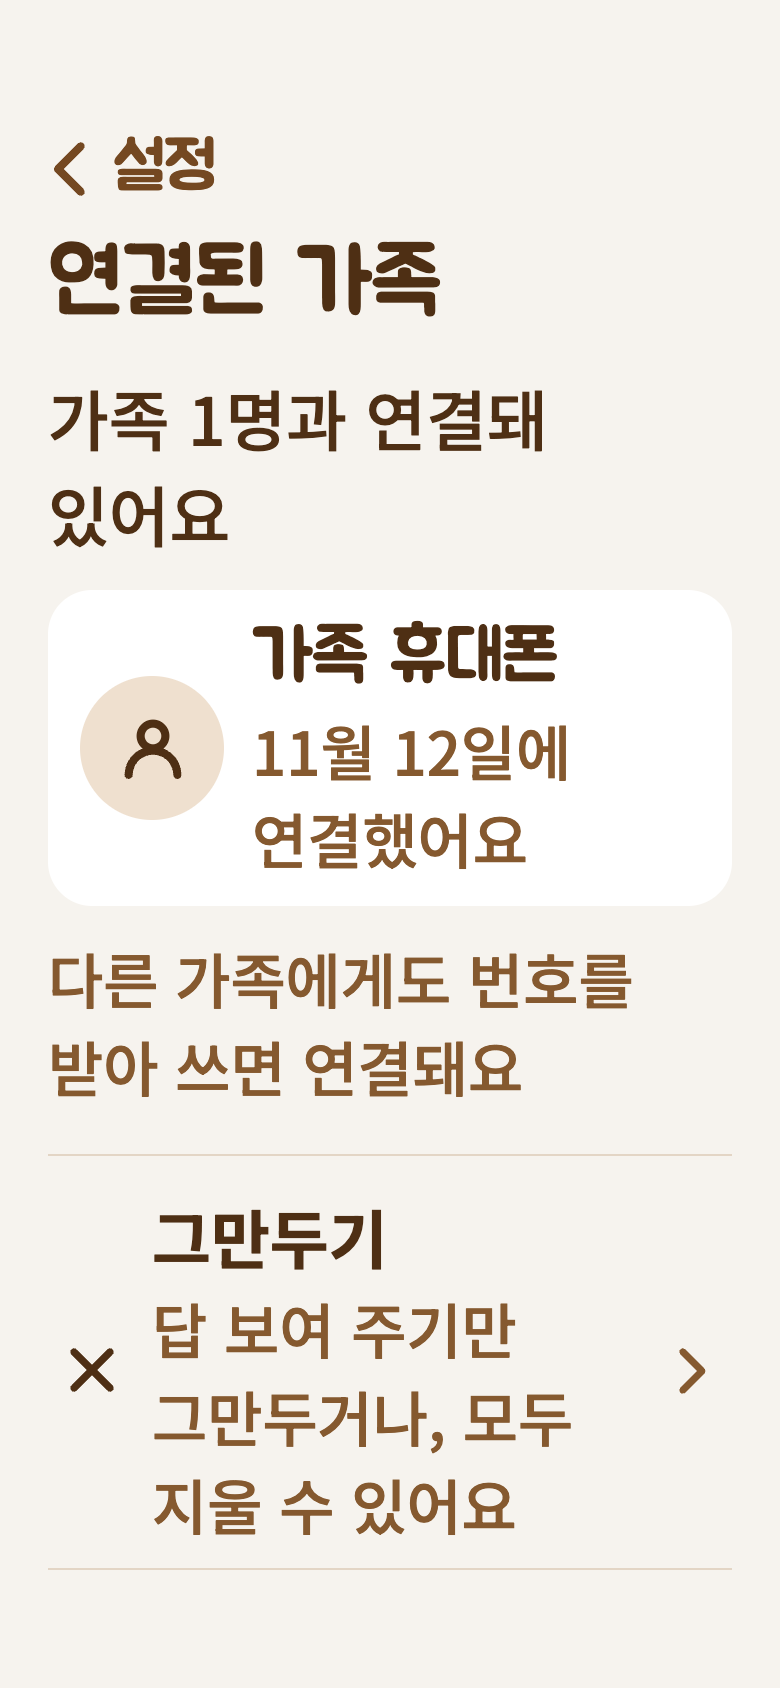 설정
연결된 가족
가족 1명과 연결돼
있어요
가족 휴대폰
11월 12일에
연결했어요
다른 가족에게도 번호를
받아 쓰면 연결돼요
그만두기
답 보여 주기만
그만두거나, 모두
지울 수 있어요